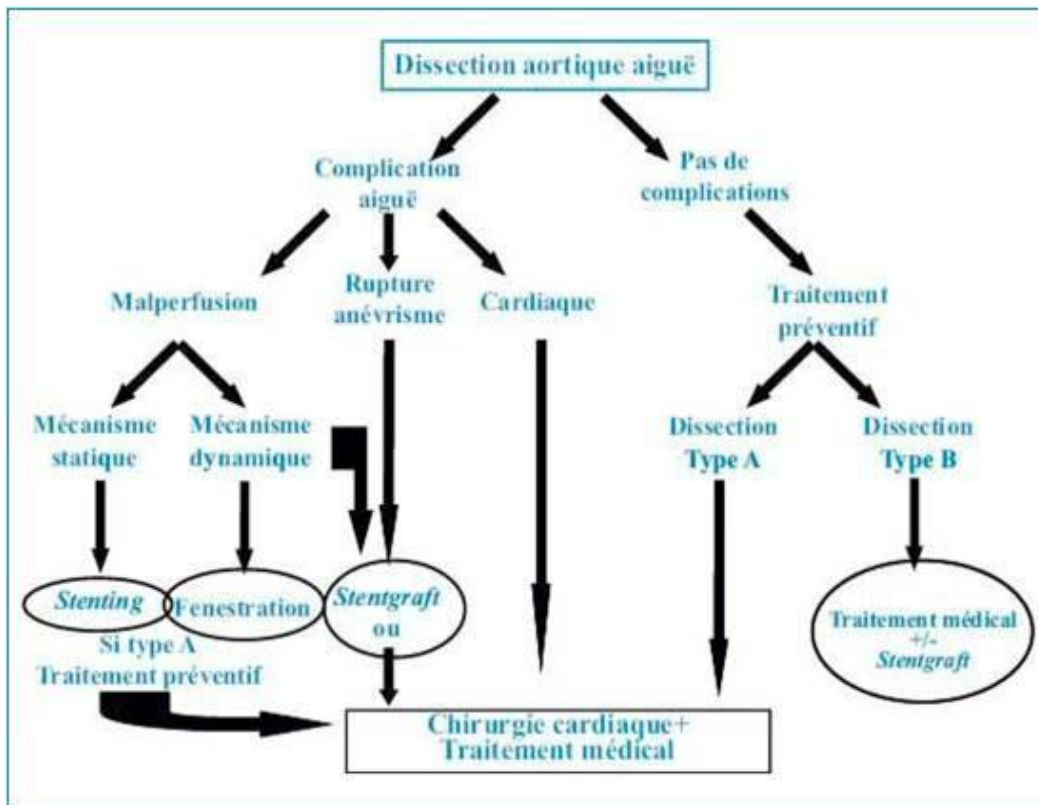 Dissection aortique aiguë
Complication
aiguë
Pas de
complications
Malperfusion
Rupture
anévrisme
Cardiaque
Traitement
préventif
Mécanisme
statique
Mécanisme
dynamique
Dissection
Type A
Dissection
Type B
Stenting
Fenestration
Stentgraft
ou
Traitement médical
+/-
Stentgraft
Si type A
Traitement préventif
Chirurgie cardiaque+
Traitement médical